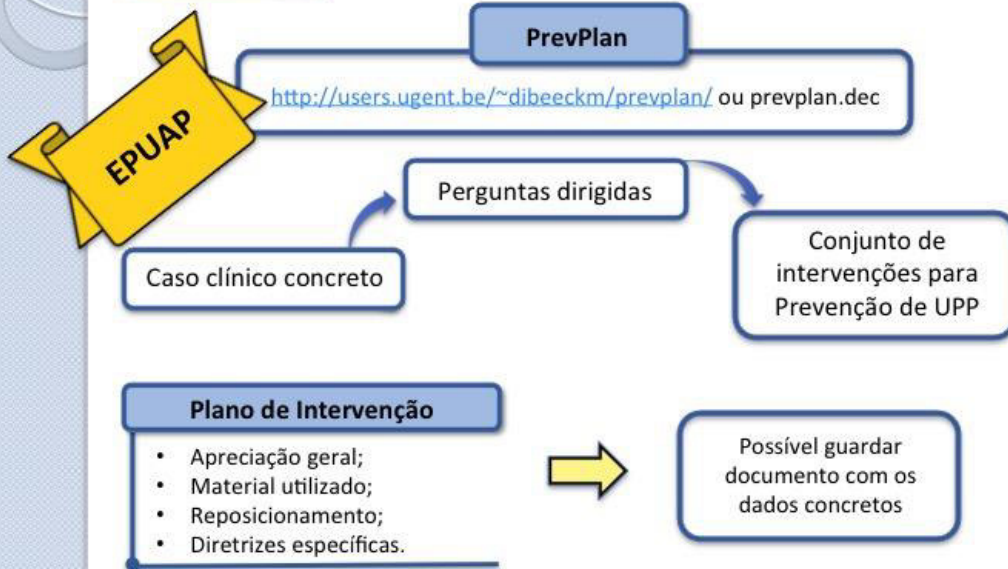 PrevPlan
http://users.ugent.be/~dibeeckm/prevplan/ ou prevplan.dec
EPUAP
Perguntas dirigidas
Caso clínico concreto
Conjunto de
intervenções para
Prevenção de UPP
Plano de Intervenção
• Apreciação geral;
• Material utilizado;
• Reposicionamento;
• Diretrizes específicas.
Possível guardar
documento com os
dados concretos